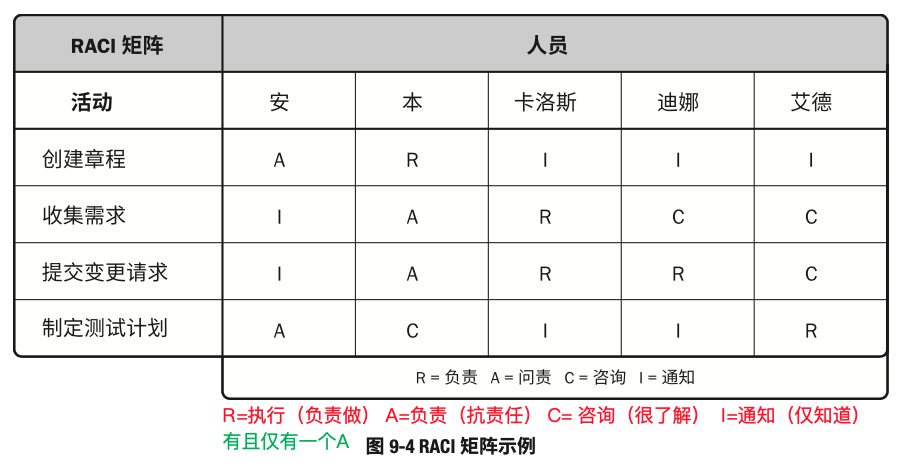 RACI 矩阵 人员
活动 安 本 卡洛斯 迪娜 艾德
创建章程 A R I I I
收集需求 I A R C C
提交变更请求 I A R R C
制定测试计划 A C I I R
R = 负责 A = 问责 C = 咨询 I = 通知
R=执行（负责做） A=负责（抗责任） C= 咨询（很了解） I=通知（仅知道）
有且仅有一个A
图 9-4 RACI 矩阵示例